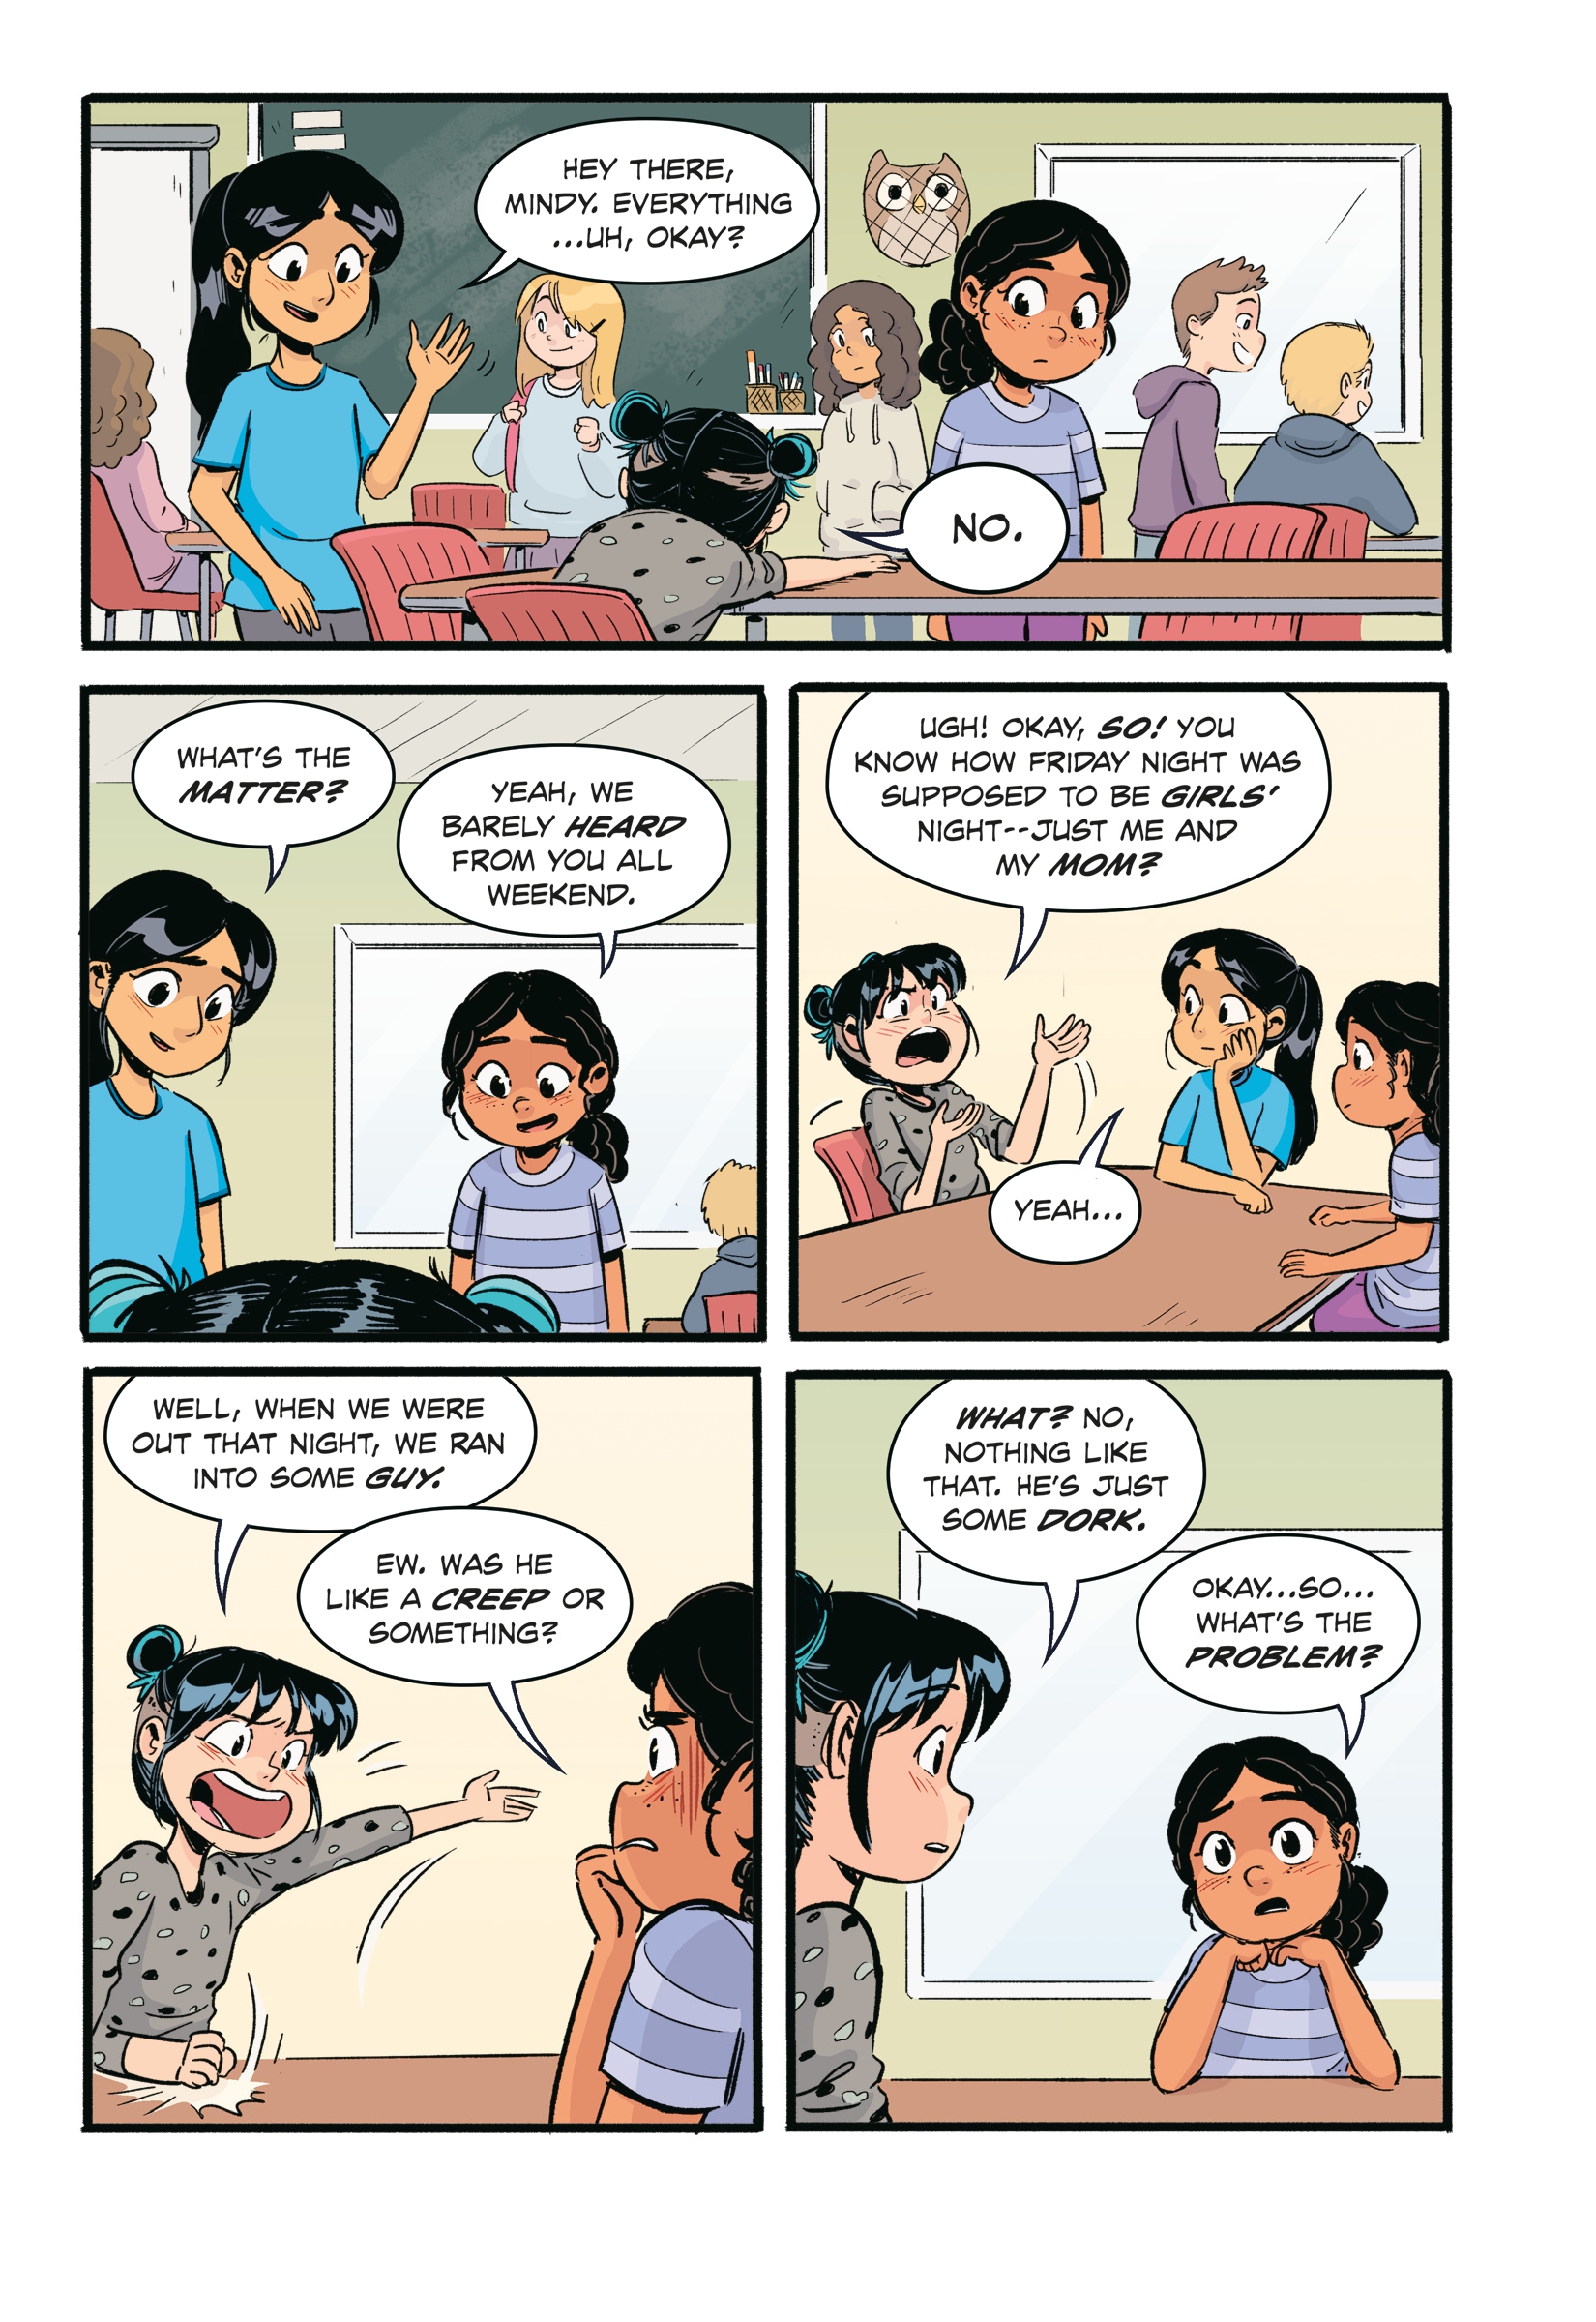 HEY THERE,
MINDY. EVERYTHING
...UH, OKAY?
NO.
WHAT'S THE
MATTER?
YEAH, WE
BARELY HEARD
FROM YOU ALL
WEEKEND.
UGH! OKAY, SO! YOU
KNOW HOW FRIDAY NIGHT WAS
SUPPOSED TO BE GIRLS'
NIGHT--JUST ME AND
MY MOM?
YEAH...
WELL, WHEN WE WERE
OUT THAT NIGHT, WE RAN
INTO SOME GUY.
EW. WAS HE
LIKE A CREEP OR
SOMETHING?
WHAT? NO,
NOTHING LIKE
THAT. HE'S JUST
SOME DORK.
OKAY...SO...
WHAT'S THE
PROBLEM?